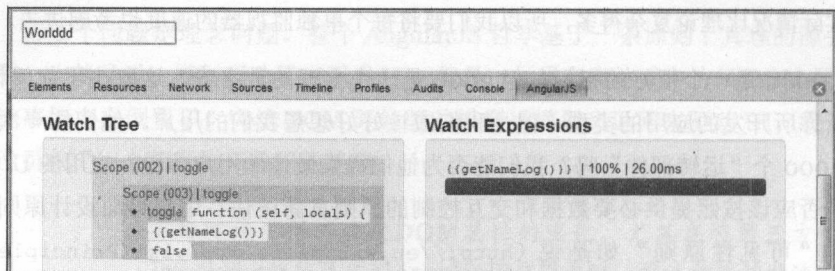 Worlddd
Elements Resources Network Sources Timeline Profiles Audits Console AngularJS
Watch Tree
Scope (002) | toggle
Scope (003) | toggle
toggle function (self, locals) {
{{getNameLog()}}
false
Watch Expressions
{{getNameLog()}} | 100% | 26.00ms